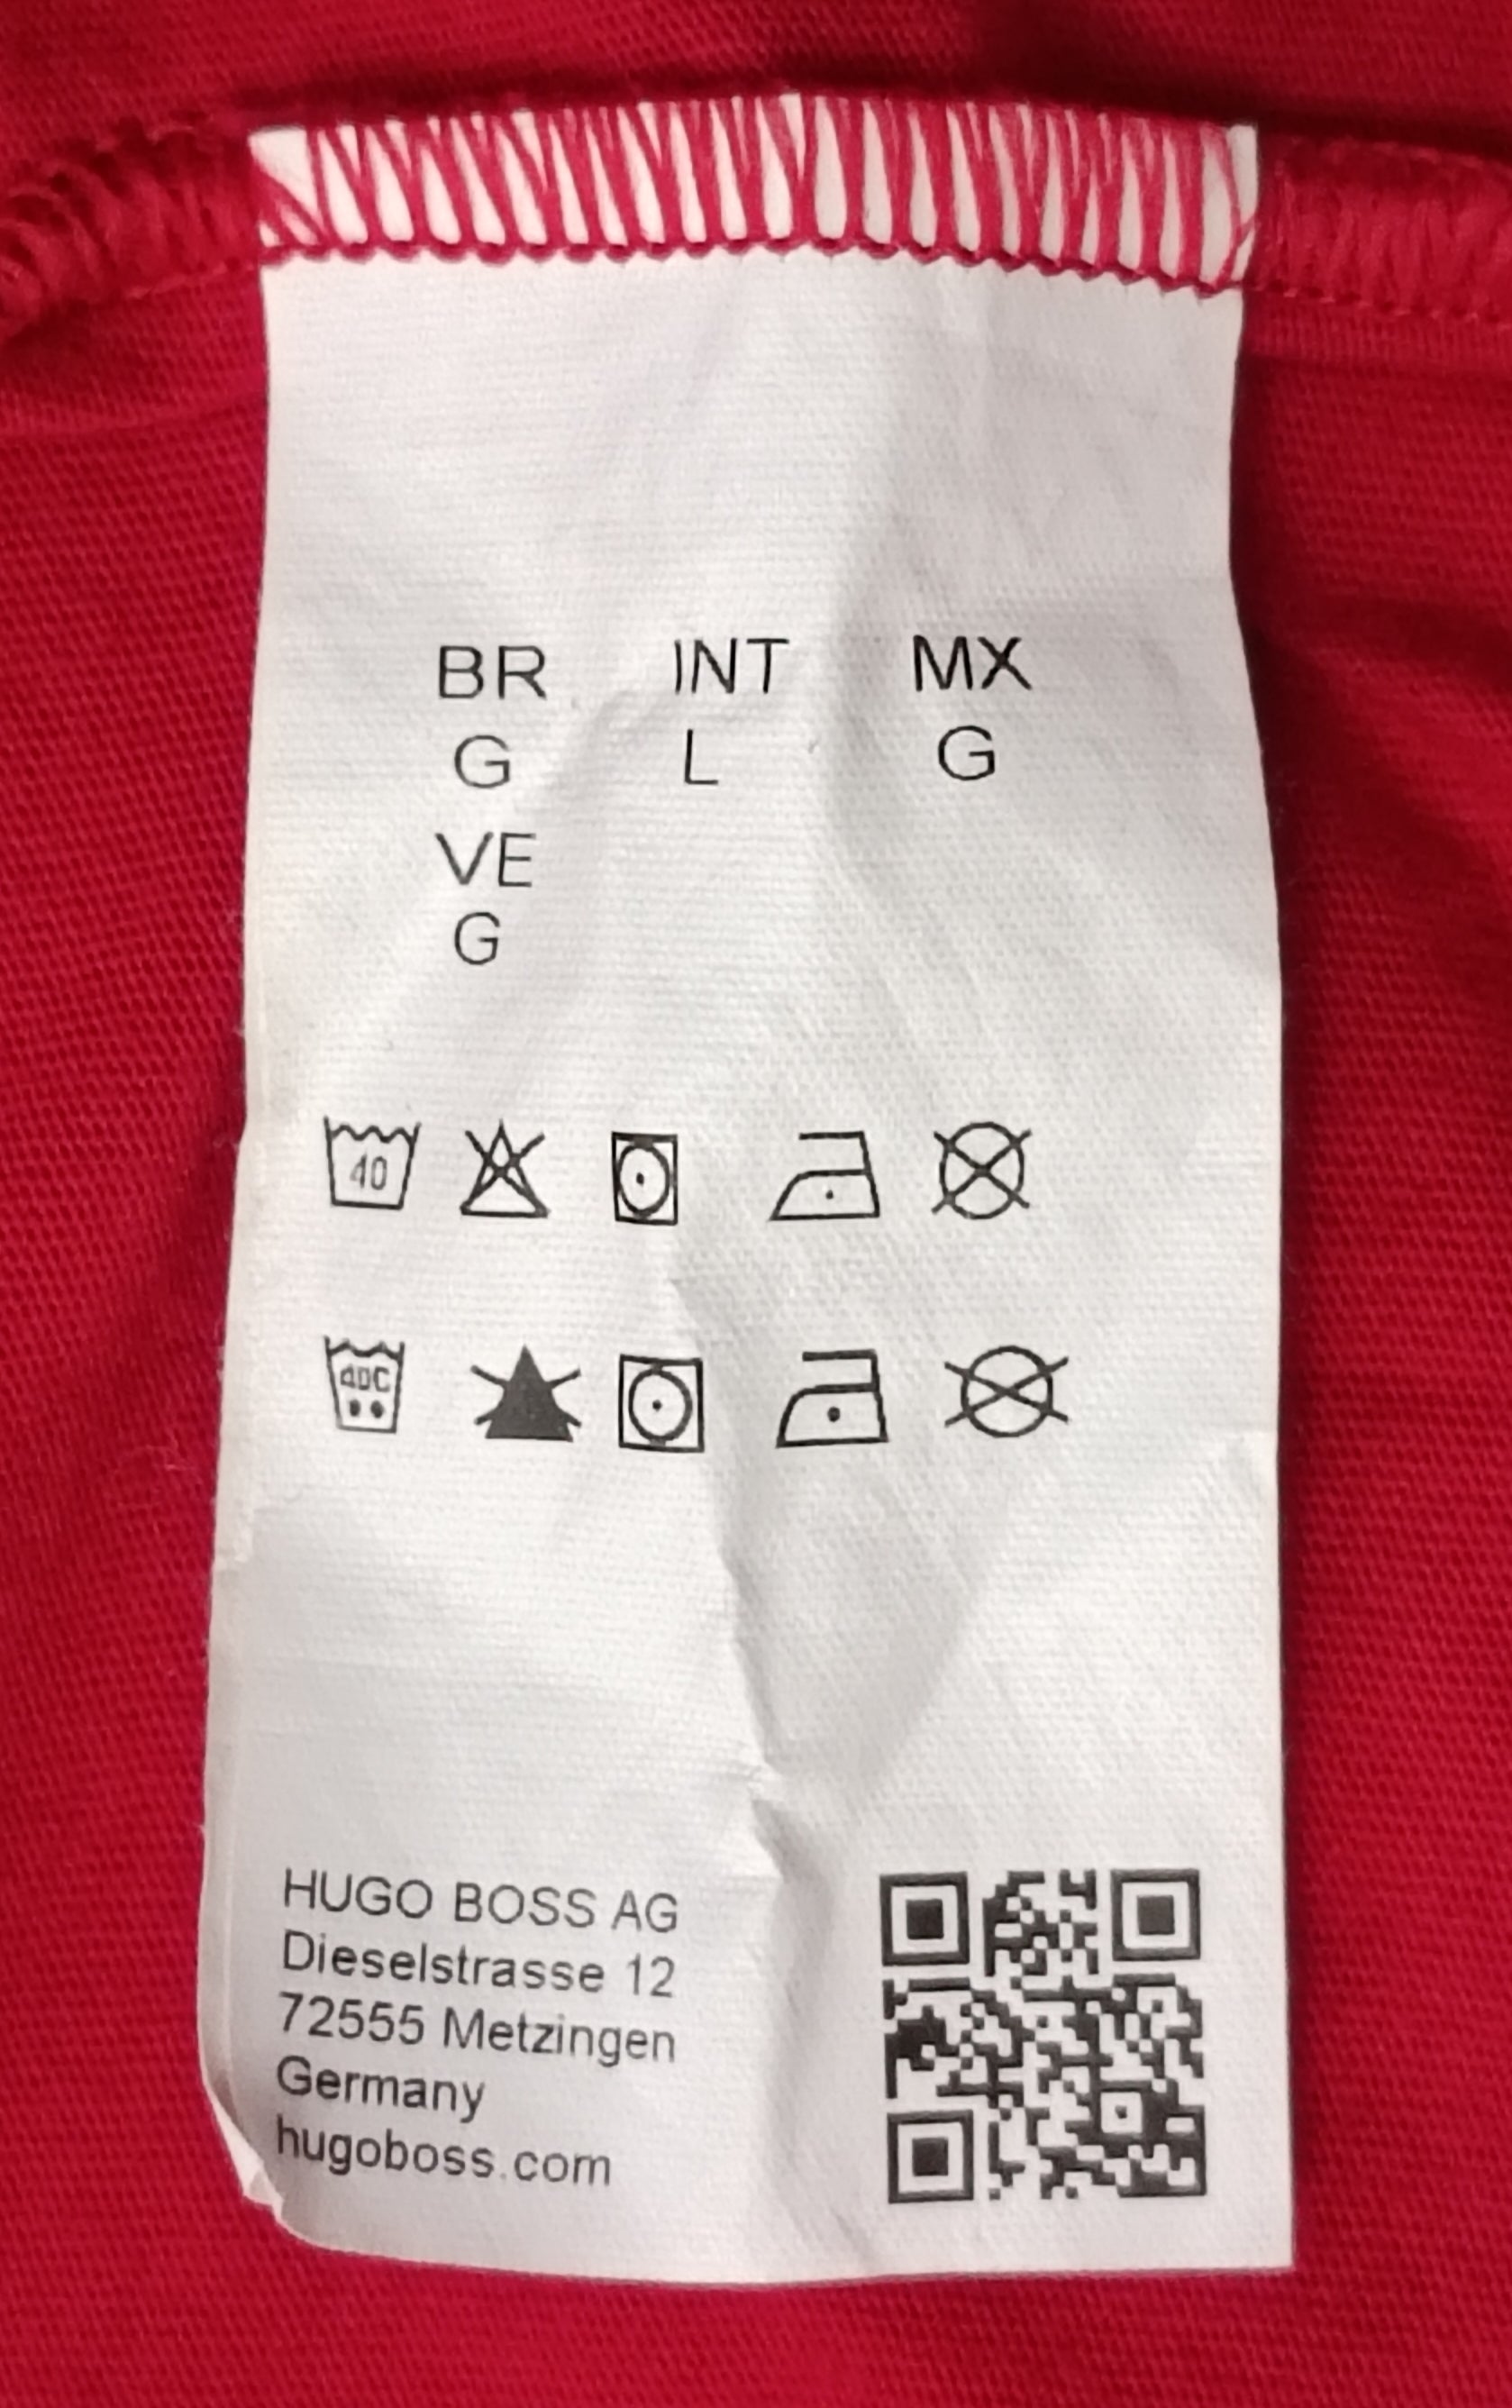 BR INT MX
G L G
VE
G
40
40C
HUGO BOSS AG
Dieselstrasse 12
72555 Metzingen
Germany
hugoboss.com